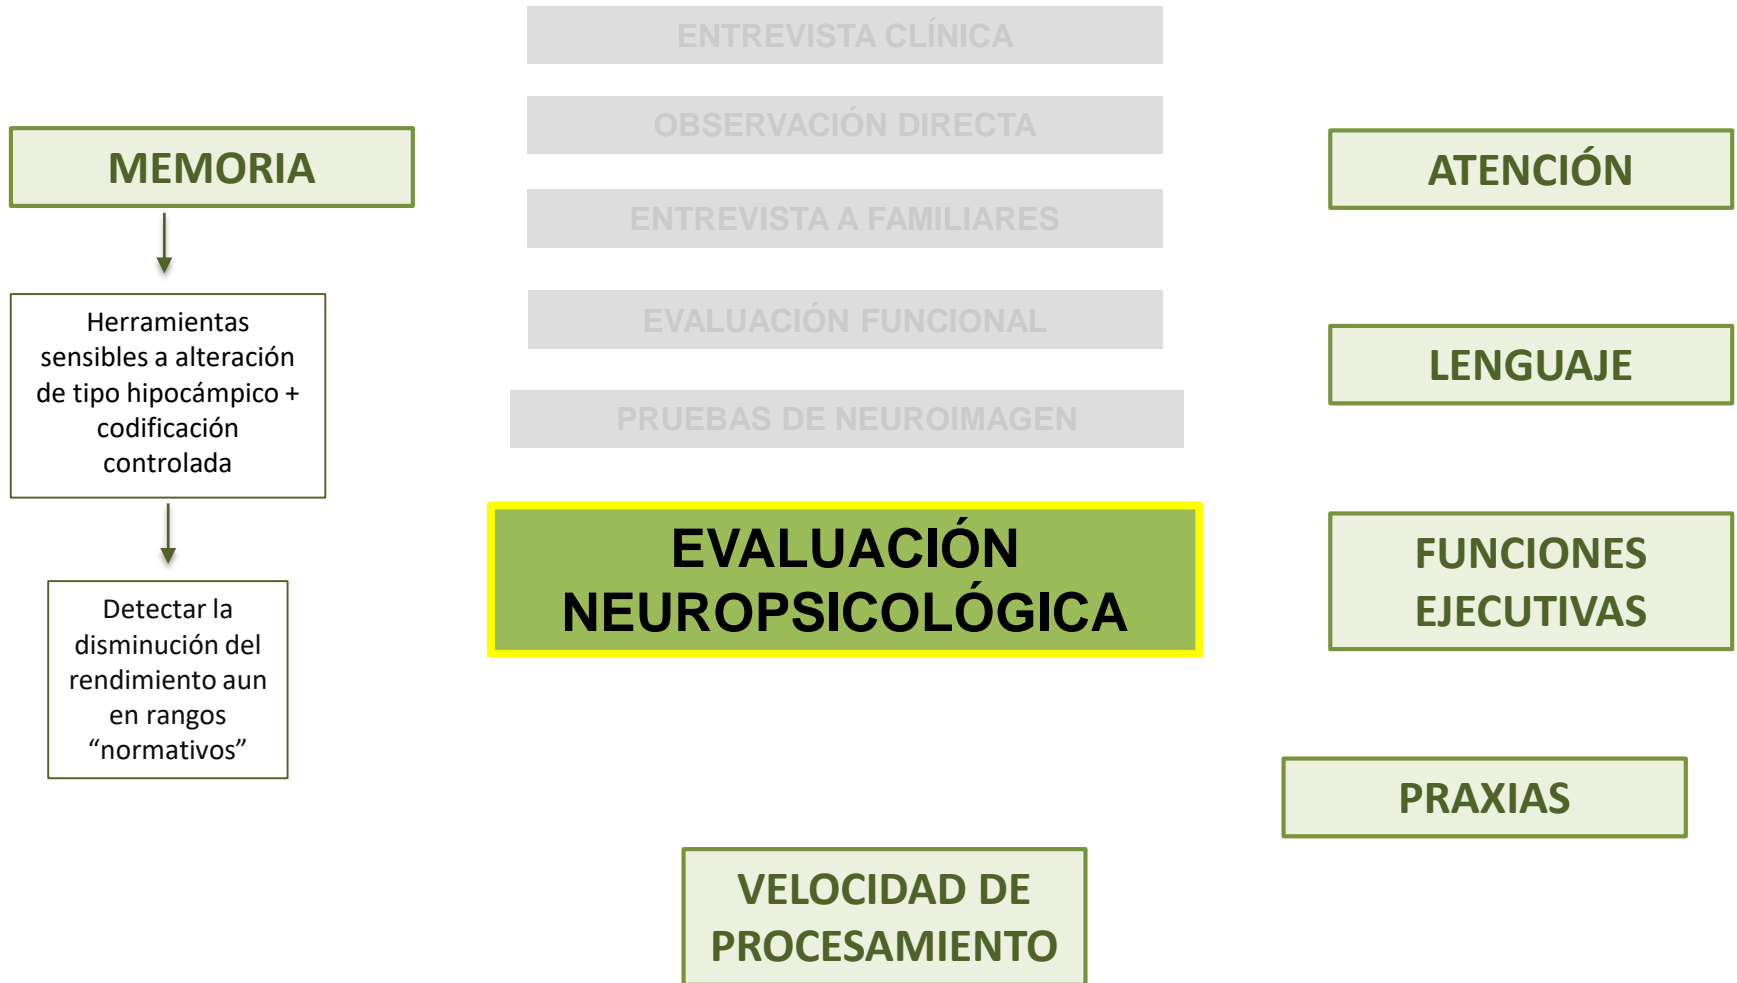 ENTREVISTA CLÍNICA
OBSERVACIÓN DIRECTA
ENTREVISTA A FAMILIARES
EVALUACIÓN FUNCIONAL
PRUEBAS DE NEUROIMAGEN
EVALUACIÓN
NEUROPSICOLÓGICA
MEMORIA
Herramientas
sensibles a alteración
de tipo hipocámpico +
codificación
controlada
Detectar la
disminución del
rendimiento aun
en rangos
“normativos”
ATENCIÓN
LENGUAJE
FUNCIONES
EJECUTIVAS
PRAXIAS
VELOCIDAD DE
PROCESAMIENTO